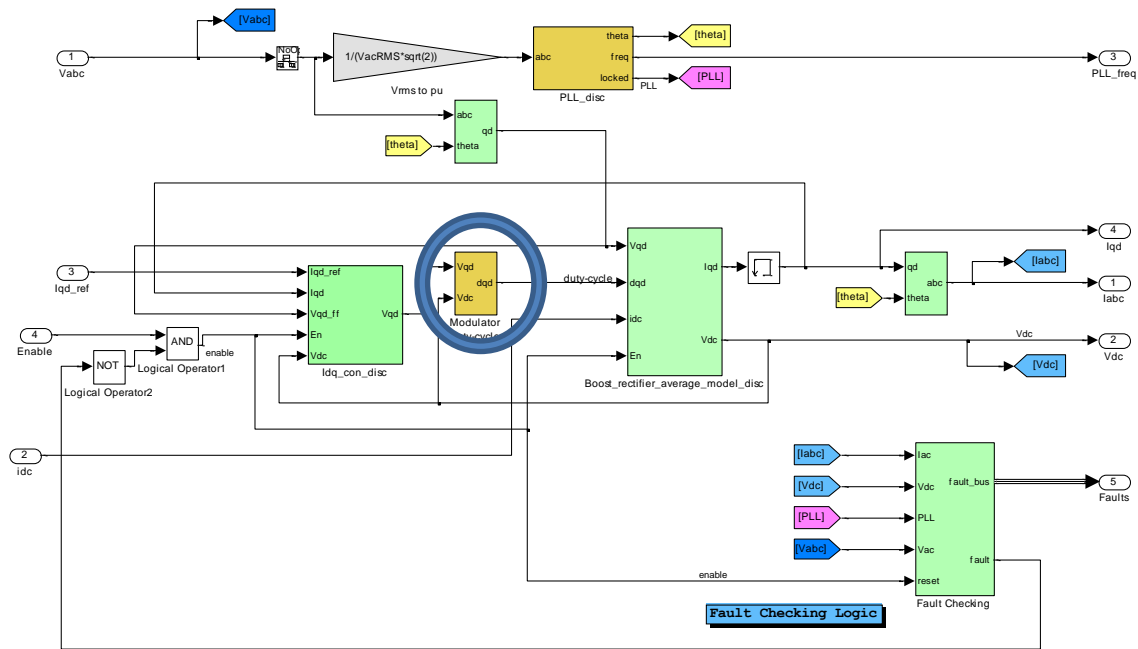 [Vabc]
1
Vabc
NoO
1/(VacRMS*sqrt(2))
Vrms to pu
abc
theta
freq
locked
PLL_disc
[theta]
PLL
[PLL]
3
PLL_freq
abc
theta
qd
[theta]
3
Iqd_ref
4
Enable
NOT
Logical Operator2
AND
Logical Operator1
enable
Iqd_ref
Iqd
Vqd_ff
En
Vdc
Vqd
Idq_con_disc
Vqd
Vdc
dqd
Modulator
duty-cycle
Vqd
dqd
idc
En
Iqd
Vdc
Boost_rectifier_average_model_disc
qd
theta
abc
[theta]
4
Iqd
[Iabc]
1
Iabc
Vdc
2
Vdc
[Vdc]
2
idc
[Iabc]
[Vdc]
[PLL]
[Vabc]
enable
Iac
Vdc
PLL
Vac
reset
fault_bus
fault
Fault Checking
5
Faults
Fault Checking Logic